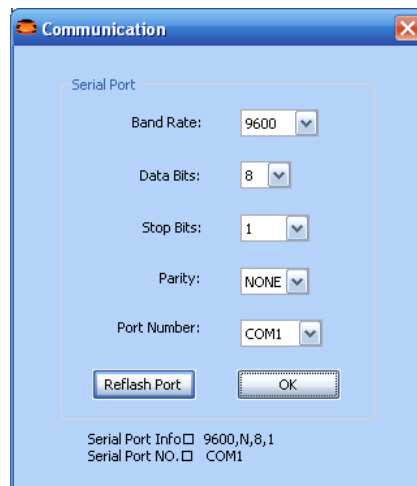 Communication
Serial Port
Band Rate: 9600
Data Bits: 8
Stop Bits: 1
Parity: NONE
Port Number: COM1
Reflash Port OK
Serial Port Info□ 9600,N,8,1
Serial Port NO.□ COM1